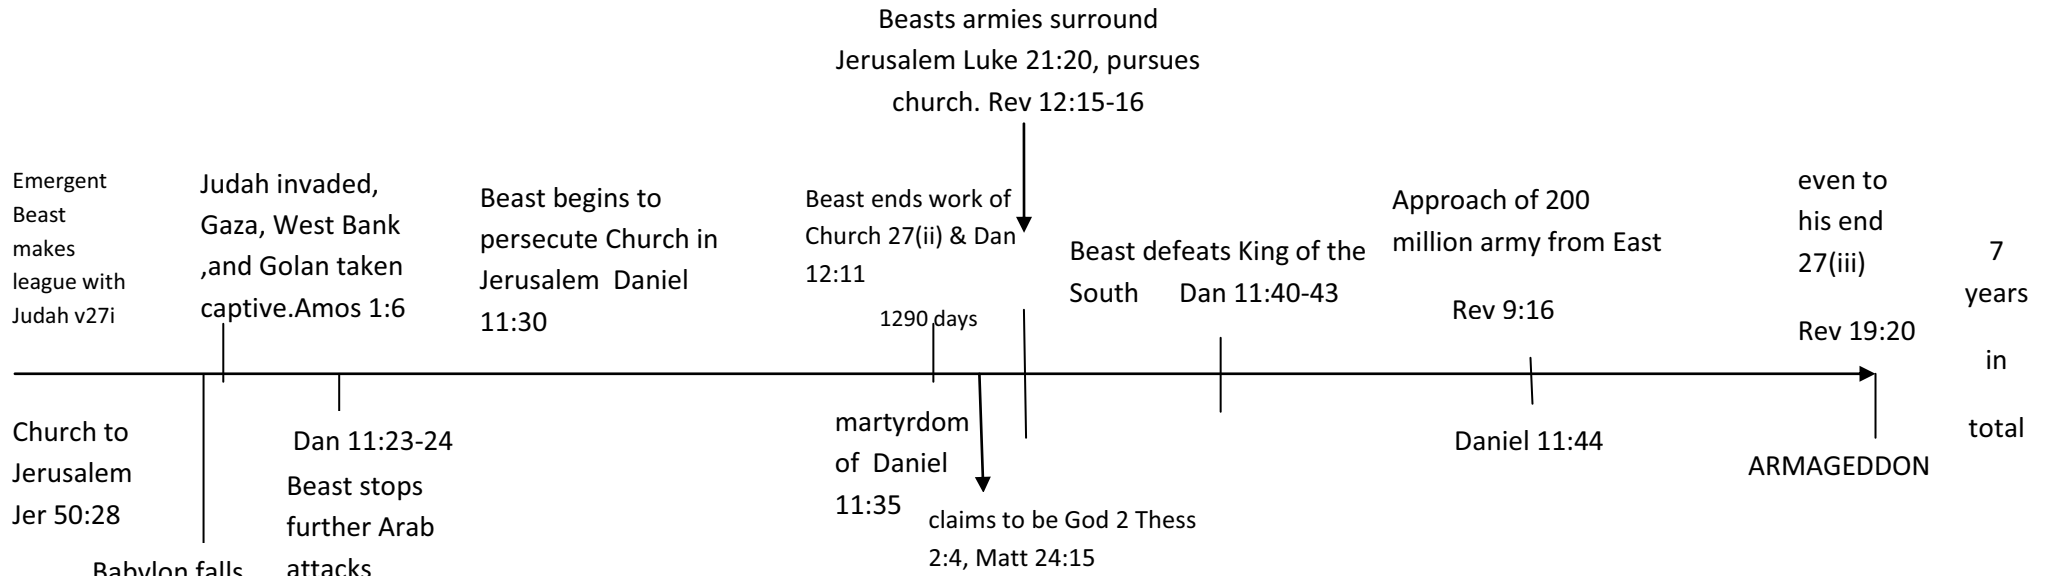 Beasts armies surround
Jerusalem Luke 21:20, pursues
church. Rev 12:15-16
Emergent
Beast
makes
league with
Judah v27i
Judah invaded,
Gaza, West Bank
,and Golan taken
captive.Amos 1:6
Beast begins to
persecute Church in
Jerusalem Daniel
11:30
Beast ends work of
Church 27(ii) & Dan
12:11
1290 days
Beast defeats King of the
South Dan 11:40-43
Approach of 200
million army from East
Rev 9:16
even to
his end
27(iii)
Rev 19:20
7
years
in
total
Church to
Jerusalem
Jer 50:28
Babylon falls
Dan 11:23-24
Beast stops
further Arab
attacks
martyrdom
of Daniel
11:35
claims to be God 2 Thess
2:4, Matt 24:15
Daniel 11:44
ARMAGEDDON